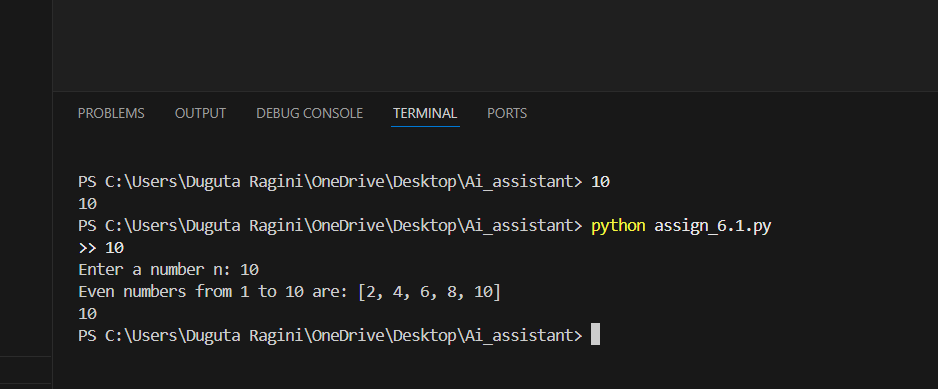 PROBLEMS OUTPUT DEBUG CONSOLE TERMINAL PORTS
PS C:\Users\Duguta Ragini\OneDrive\Desktop\Ai_assistant> 10
10
PS C:\Users\Duguta Ragini\OneDrive\Desktop\Ai_assistant> python assign_6.1.py
>> 10
Enter a number n: 10
Even numbers from 1 to 10 are: [2, 4, 6, 8, 10]
10
PS C:\Users\Duguta Ragini\OneDrive\Desktop\Ai_assistant>